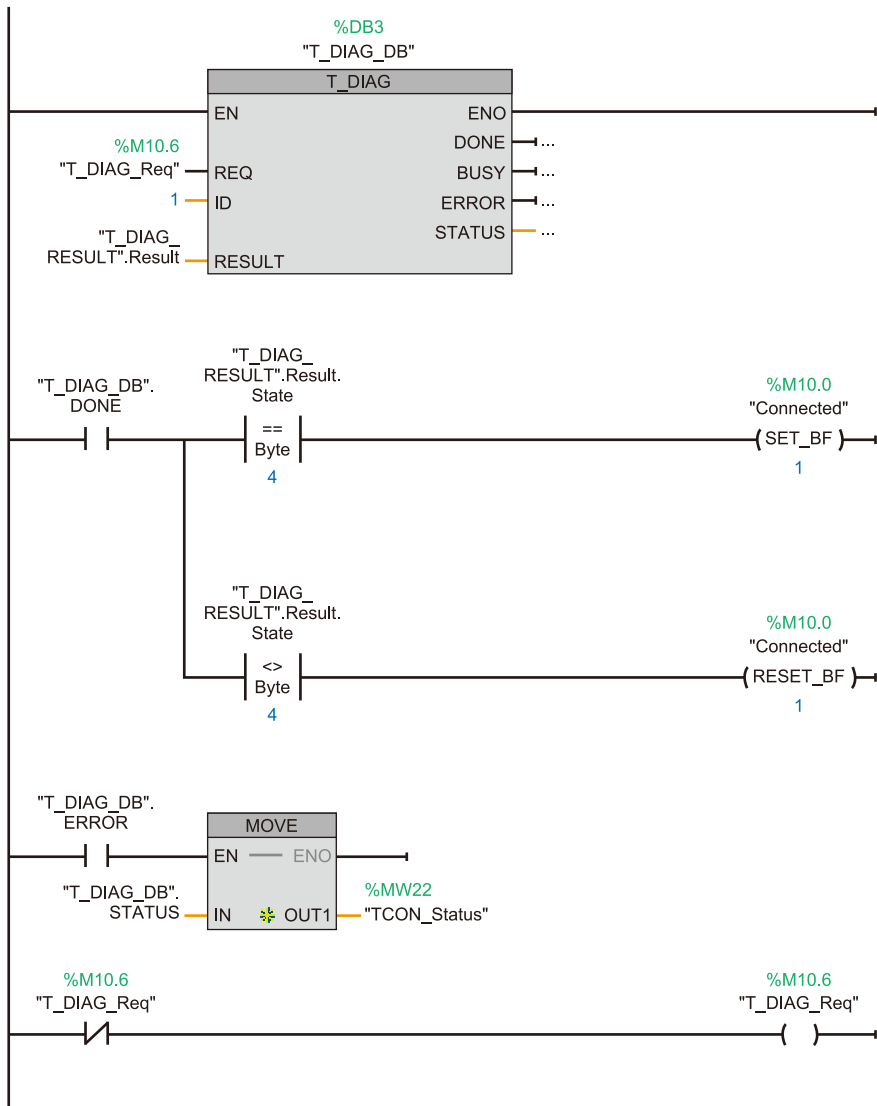 %DB3
"T_DIAG_DB"
T_DIAG
EN
ENO
DONE
...
%M10.6
"T_DIAG_Req"
REQ
BUSY
...
1
ID
ERROR
...
STATUS
...
"T_DIAG_
RESULT".Result
RESULT
"T_DIAG_DB".
DONE
"T_DIAG_
RESULT".Result.
State
==
Byte
4
%M10.0
"Connected"
SET_BF
1
"T_DIAG_
RESULT".Result.
State
<>
Byte
4
%M10.0
"Connected"
RESET_BF
1
"T_DIAG_DB".
ERROR
MOVE
EN
ENO
"T_DIAG_DB".
STATUS
IN
OUT1
%MW22
"TCON_Status"
%M10.6
"T_DIAG_Req"
%M10.6
"T_DIAG_Req"